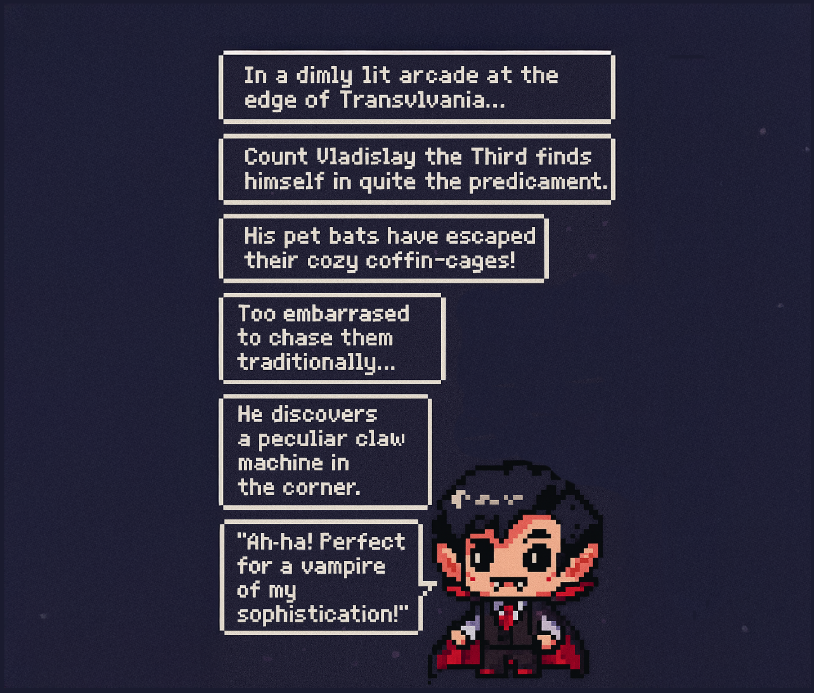 In a dimly lit arcade at the
edge of Transvlvania...
Count Vladislay the Third finds
himself in quite the predicament.
His pet bats have escaped
their cozy coffin-cages!
Too embarrased
to chase them
traditionally...
He discovers
a peculiar claw
machine in
the corner.
"Ah-ha! Perfect
for a vampire
of my
sophistication!"